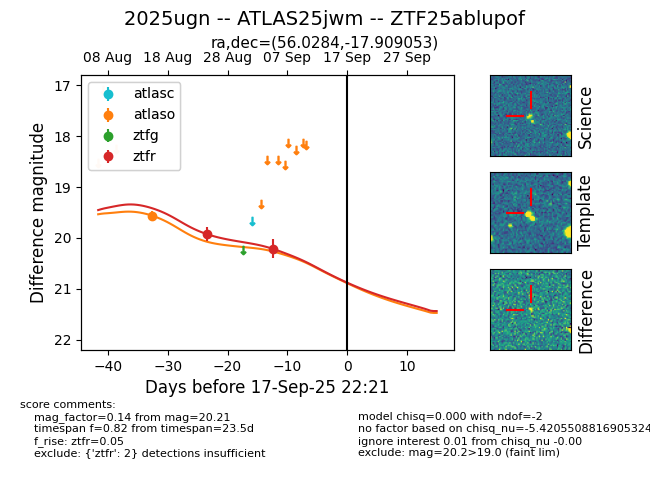 2025ugn -- ATLAS25jwm -- ZTF25ablupof
ra,dec=(56.0284,-17.909053)
08 Aug 18 Aug 28 Aug 07 Sep 17 Sep 27 Sep
atlasc
atlaso
ztfg
ztfr
17
18
19
20
21
22
Difference magnitude
−40 −30 −20 −10 0 10
Days before 17-Sep-25 22:21
Science
Template
Difference
score comments:
mag_factor=0.14 from mag=20.21
timespan f=0.82 from timespan=23.5d
f_rise: ztfr=0.05
exclude: {'ztfr': 2} detections insufficient
model chisq=0.000 with ndof=-2
no factor based on chisq_nu=-5.4205508816905324
ignore interest 0.01 from chisq_nu -0.00
exclude: mag=20.2>19.0 (faint lim)